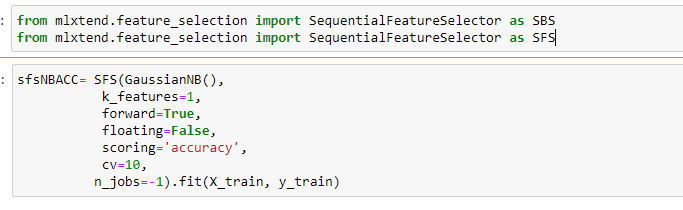 : from mlxtend.feature_selection import SequentialFeatureSelector as SBS
from mlxtend.feature_selection import SequentialFeatureSelector as SFS
: sfsNBACC= SFS(GaussianNB(),
k_features=1,
forward=True,
floating=False,
scoring='accuracy',
cv=10,
n_jobs=-1).fit(X_train, y_train)